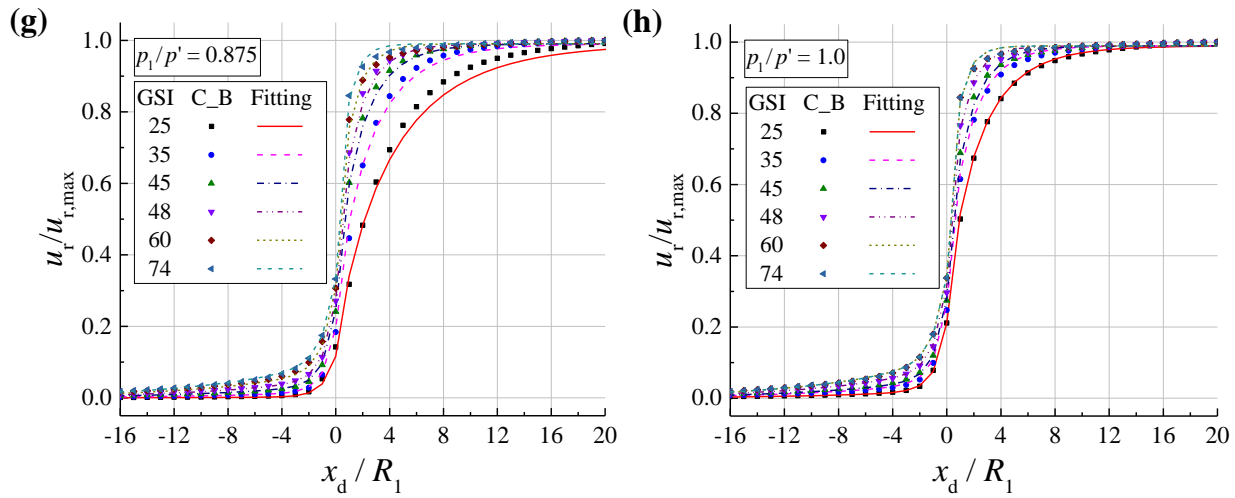 (g)
p1/p' = 0.875
GSI C_B Fitting
25
35
45
48
60
74
ur/ur,max
1.0
0.8
0.6
0.4
0.2
0.0
-16 -12 -8 -4 0 4 8 12 16 20
xd / R1
(h)
p1/p' = 1.0
GSI C_B Fitting
25
35
45
48
60
74
ur/ur,max
1.0
0.8
0.6
0.4
0.2
0.0
-16 -12 -8 -4 0 4 8 12 16 20
xd / R1